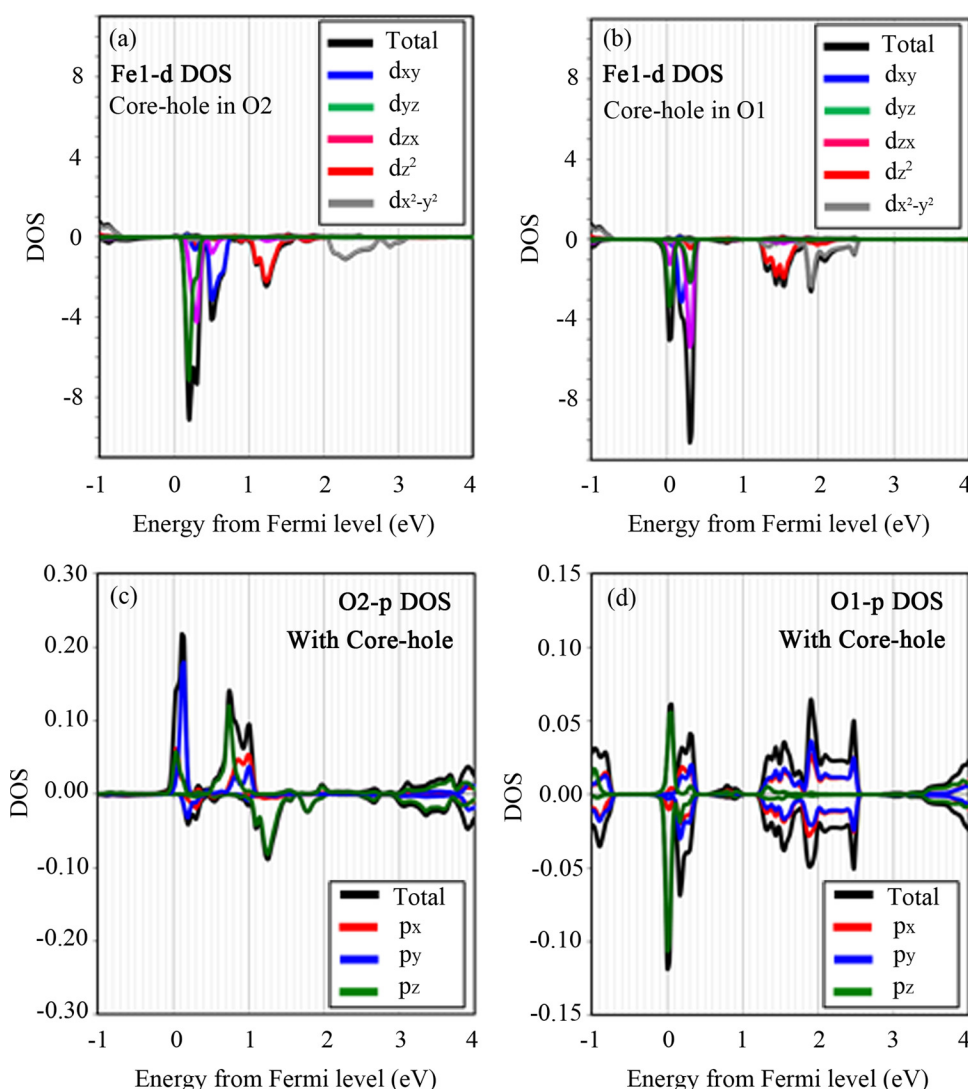 (a)
Fe1-d DOS
Core-hole in O2
Total
dxy
dyz
dzx
dz²
dx²-y²
8
4
0
-4
-8
DOS
-1 0 1 2 3 4
Energy from Fermi level (eV)
(b)
Fe1-d DOS
Core-hole in O1
Total
dxy
dyz
dzx
dz²
dx²-y²
8
4
0
-4
-8
DOS
-1 0 1 2 3 4
Energy from Fermi level (eV)
(c)
O2-p DOS
With Core-hole
0.30
0.20
0.10
0.00
-0.10
-0.20
-0.30
DOS
Total
px
py
pz
-1 0 1 2 3 4
Energy from Fermi level (eV)
(d)
O1-p DOS
With Core-hole
0.15
0.10
0.05
0.00
-0.05
-0.10
-0.15
DOS
Total
px
py
pz
-1 0 1 2 3 4
Energy from Fermi level (eV)